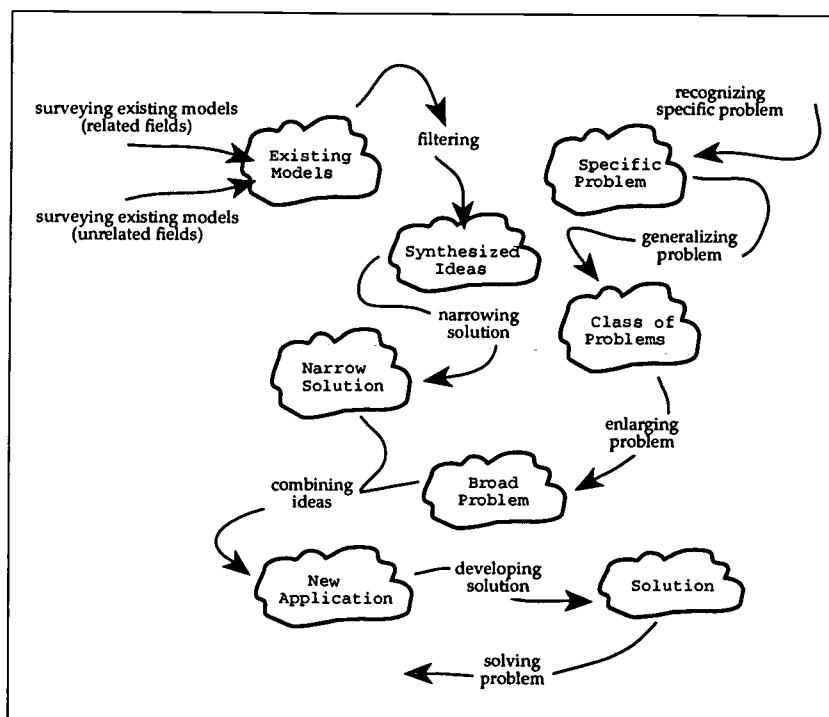 surveying existing models
(related fields)
Existing
Models
surveying existing models
(unrelated fields)
filtering
recognizing
specific problem
Specific
Problem
Synthesized
Ideas
generalizing
problem
narrowing
solution
Class of
Problems
Narrow
Solution
enlarging
problem
combining
ideas
Broad
Problem
New
Application
developing
solution
Solution
solving
problem